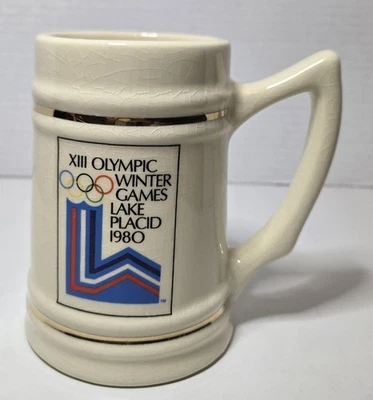 XIII OLYMPIC
WINTER
GAMES
LAKE
PLACID
1980